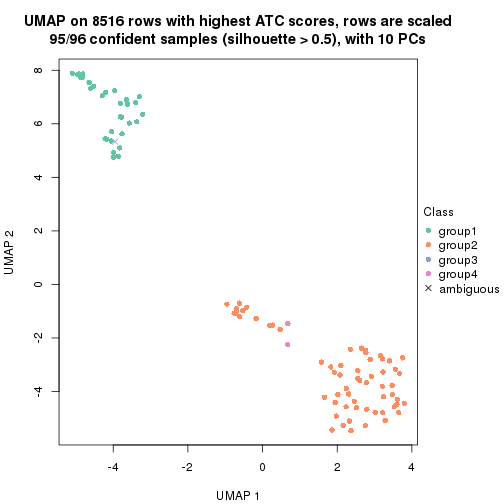 UMAP on 8516 rows with highest ATC scores, rows are scaled
95/96 confident samples (silhouette > 0.5), with 10 PCs
8
6
4
2
0
-2
-4
UMAP 2
-4
-2
0
2
4
UMAP 1
Class
group1
group2
group3
group4
ambiguous